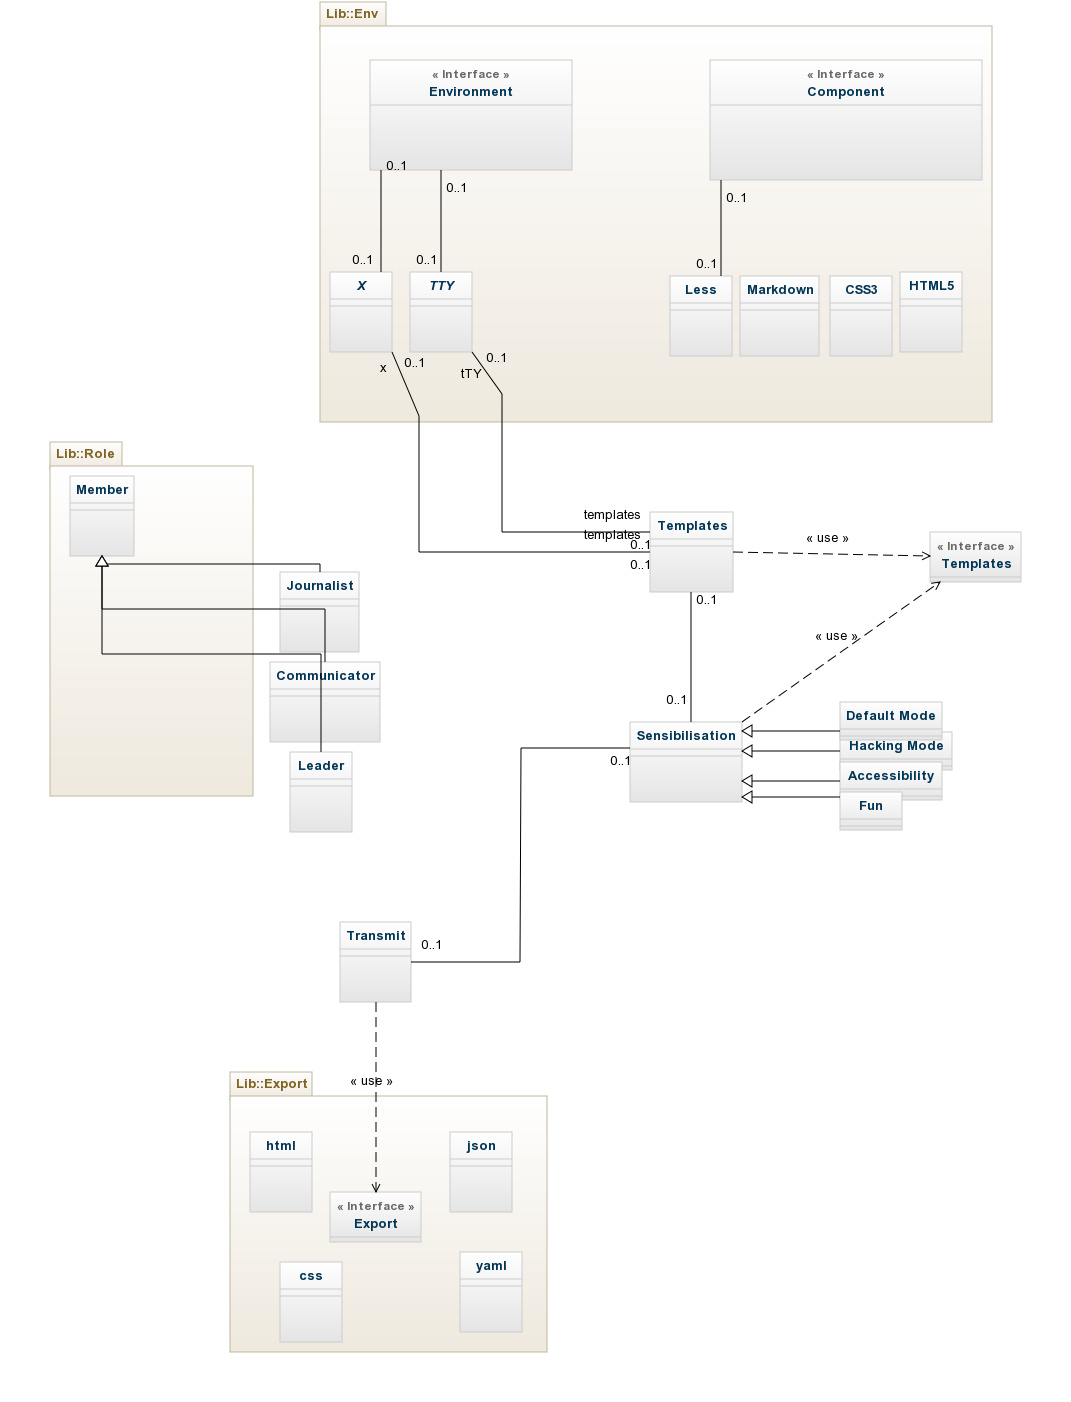 Lib::Env
« Interface »
Environment
« Interface »
Component
0..1
0..1
0..1
0..1
0..1
0..1
X
TTY
Less
Markdown
CSS3
HTML5
x
0..1
tTY
0..1
Lib::Role
Member
Journalist
Communicator
Leader
templates
templates
0..1
0..1
Templates
« use »
« Interface »
Templates
0..1
« use »
0..1
Sensibilisation
0..1
Default Mode
Hacking Mode
Accessibility
Fun
Transmit
0..1
« use »
Lib::Export
html
json
« Interface »
Export
css
yaml